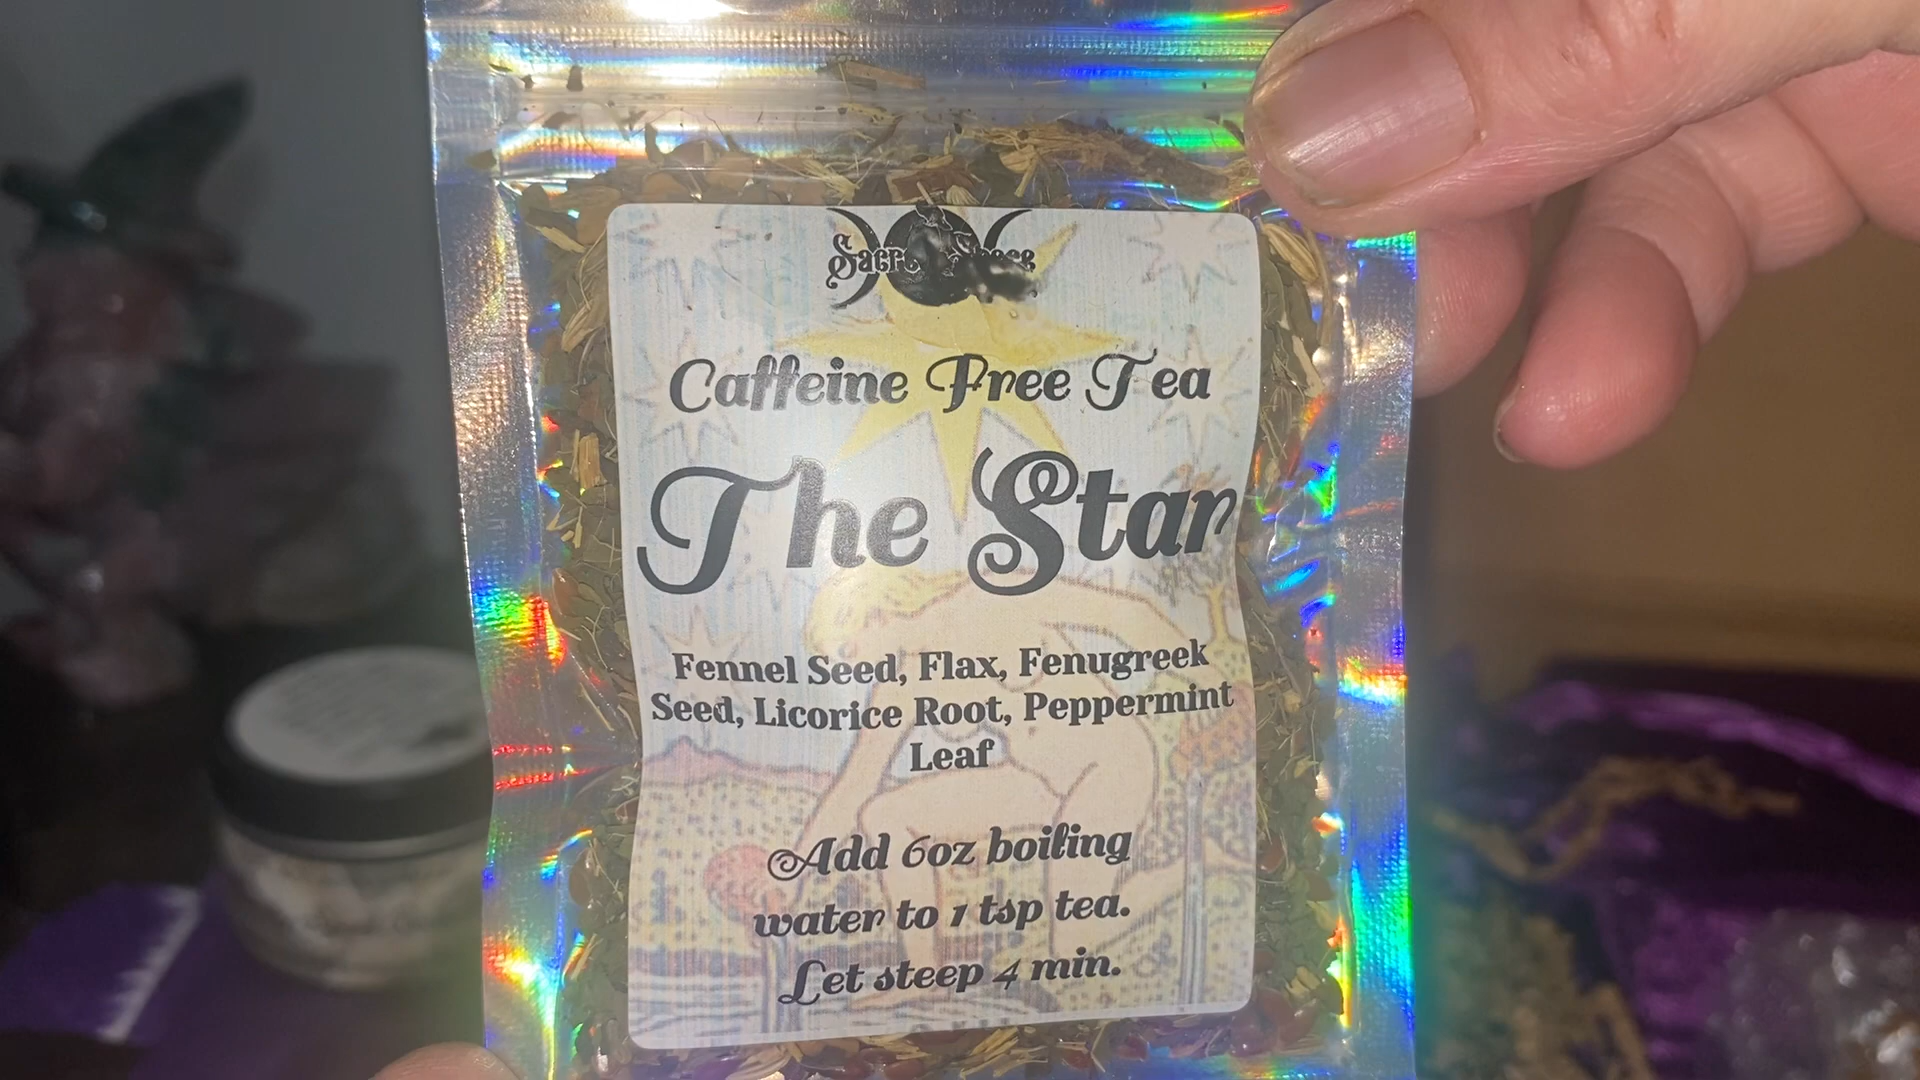 Caffeine Free Tea
The Star
Fennel Seed, Flax, Fenugreek
Seed, Licorice Root, Peppermint
Leaf
Add 6oz boiling
water to 1 tsp tea.
Let steep 4 min.